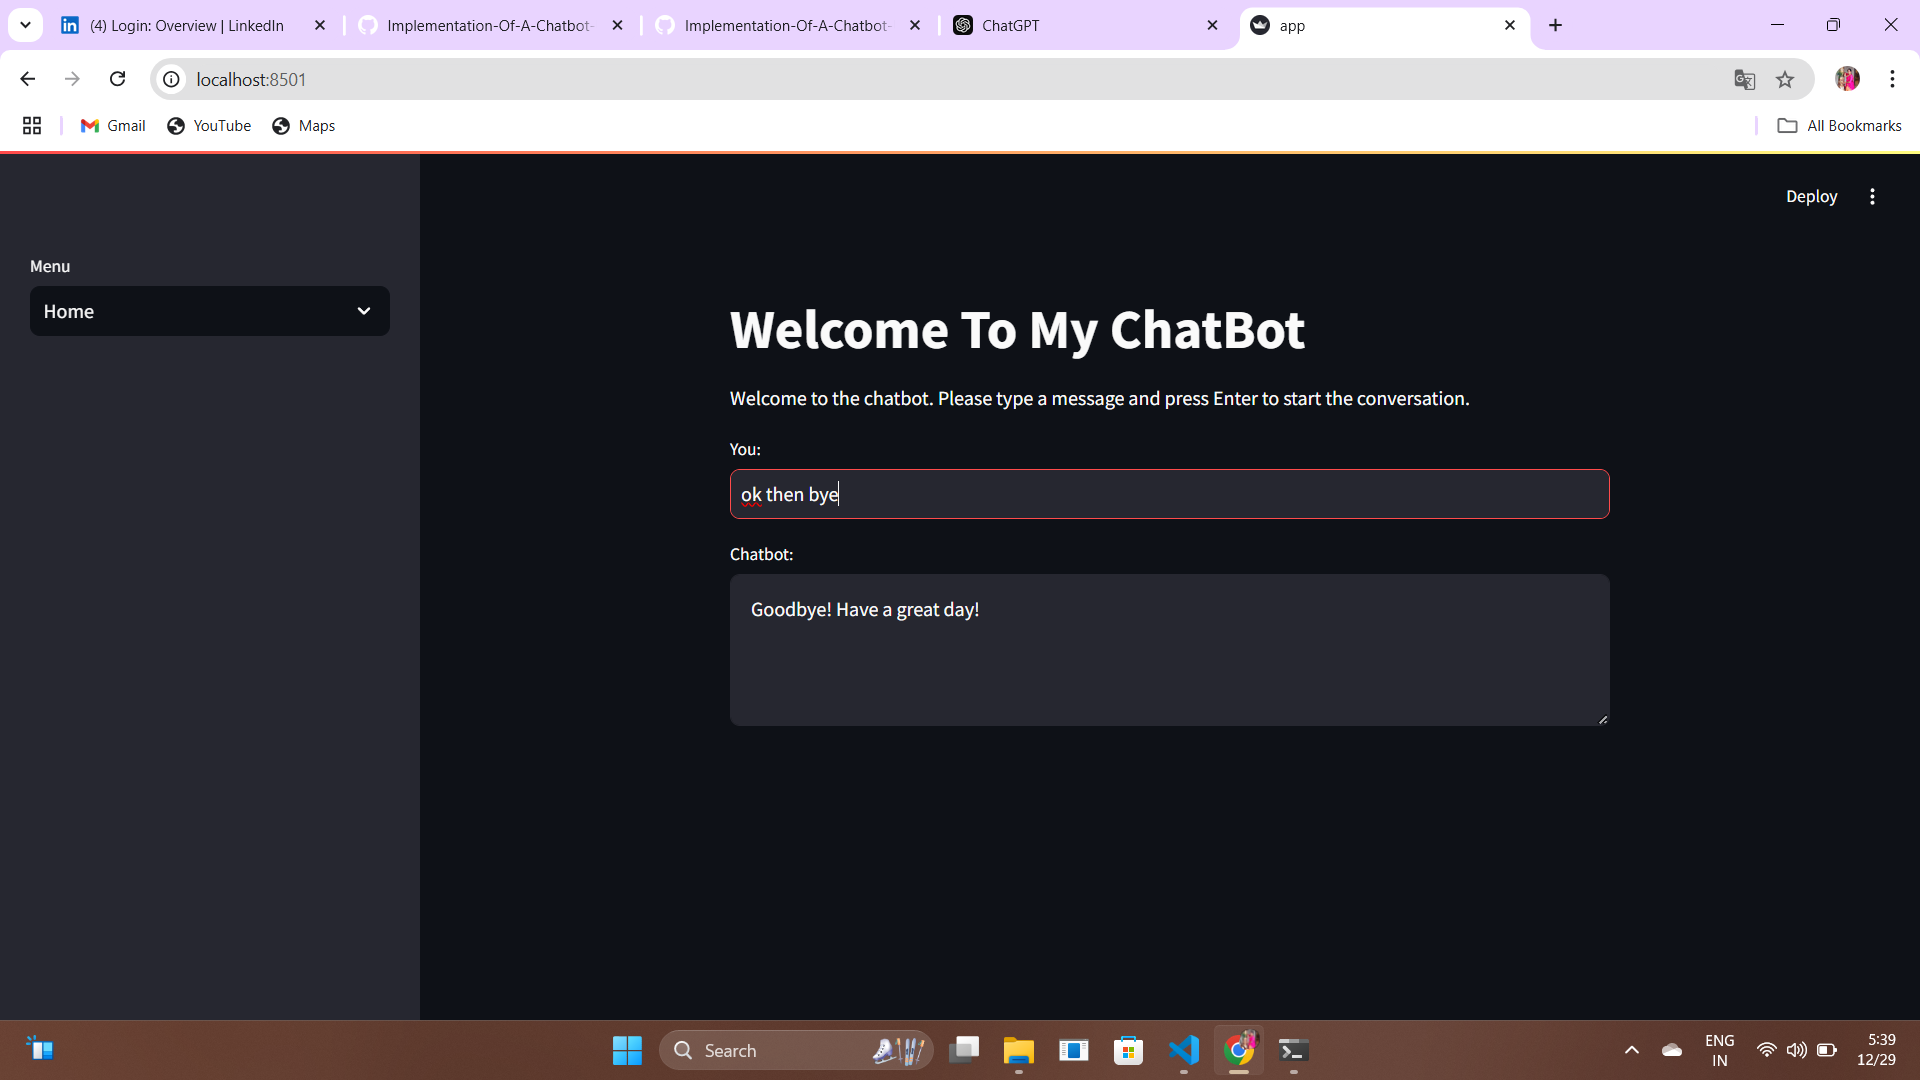 (4) Login: Overview | LinkedIn
Implementation-Of-A-Chatbot-
Implementation-Of-A-Chatbot-
ChatGPT
app
localhost:8501
Gmail
YouTube
Maps
All Bookmarks
Deploy
Menu
Home
Welcome To My ChatBot
Welcome to the chatbot. Please type a message and press Enter to start the conversation.
You:
ok then bye
Chatbot:
Goodbye! Have a great day!
Search
ENG
IN
5:39
12/29